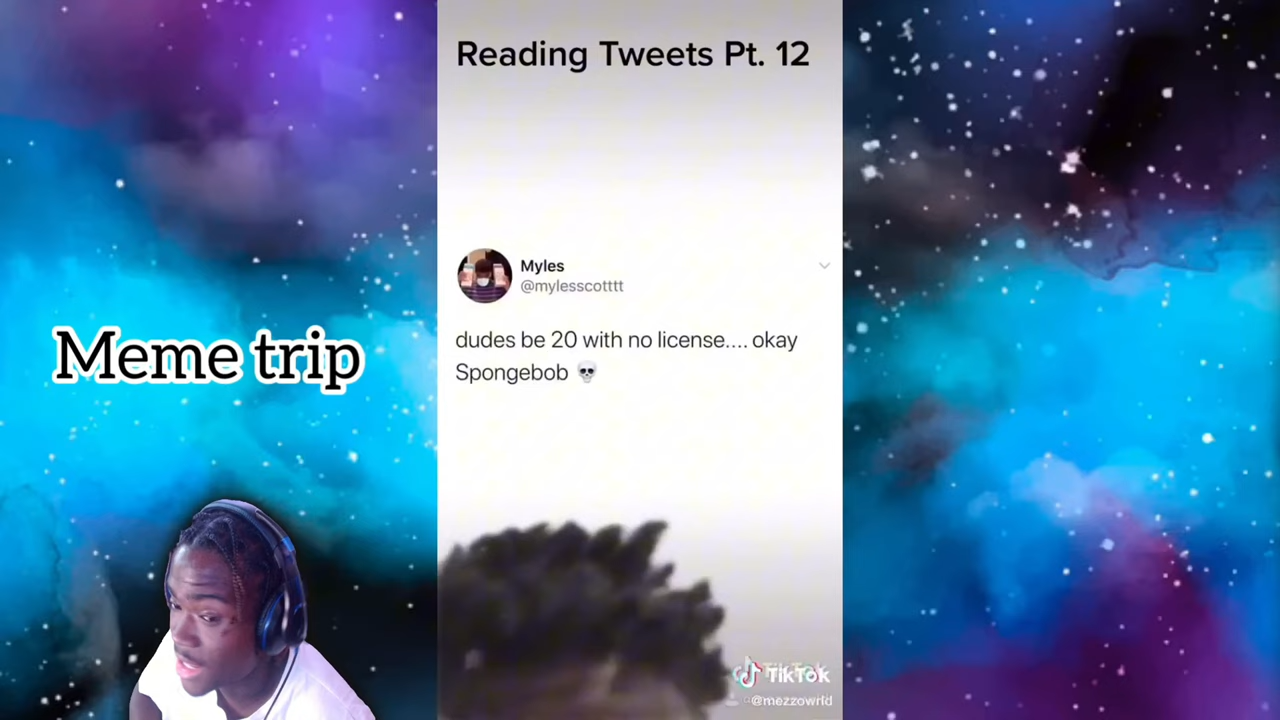 Reading Tweets Pt. 12
Myles
@mylesscotttt
dudes be 20 with no license.... okay
Spongebob 💀
Meme trip
TikTok
@mezzowrld